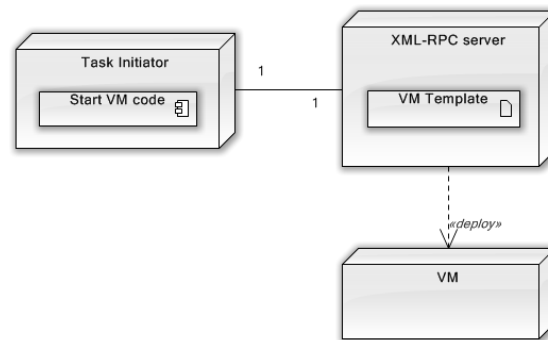 Task Initiator
Start VM code
1
1
XML-RPC server
VM Template
«deploy»
VM